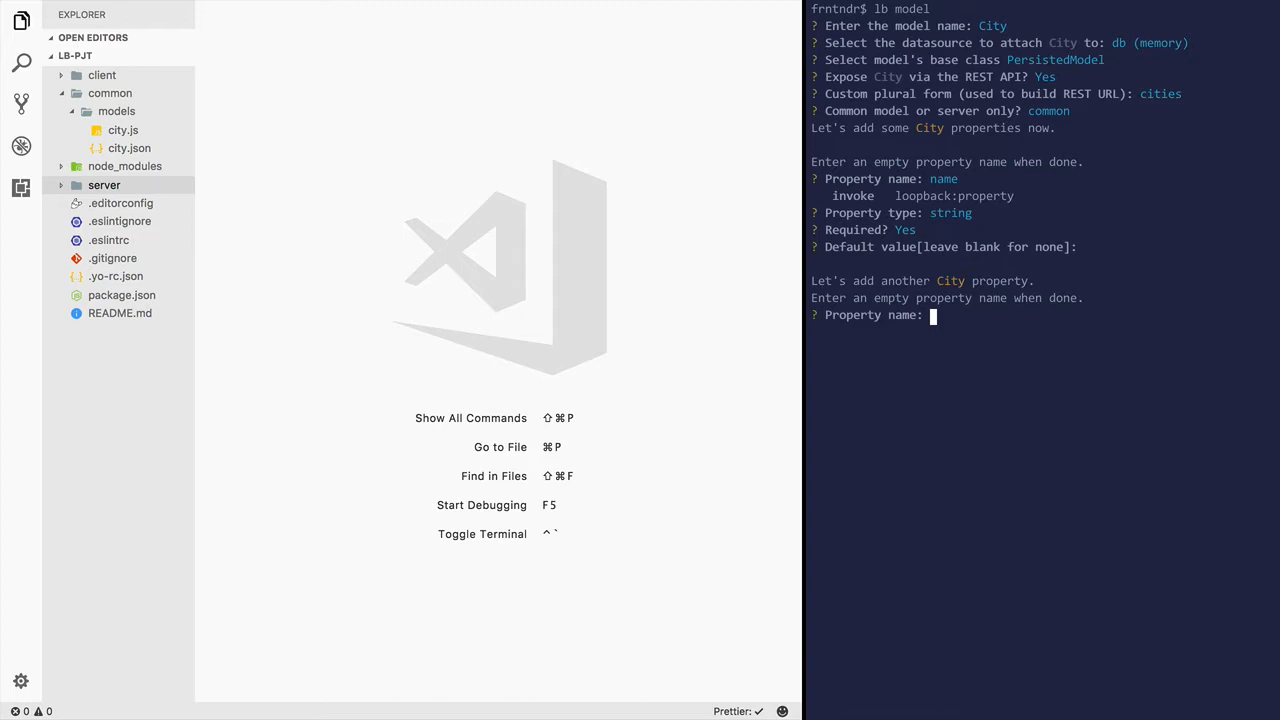 EXPLORER
OPEN EDITORS
LB-PJT
client
common
models
city.js
city.json
node_modules
server
.editorconfig
.eslintignore
.eslintrc
.gitignore
.yo-rc.json
package.json
README.md
Show All Commands ⇧⌘P
Go to File ⌘P
Find in Files ⇧⌘F
Start Debugging F5
Toggle Terminal ^`
0 0
Prettier: ✓
frntndr$ lb model
? Enter the model name: City
? Select the datasource to attach City to: db (memory)
? Select model's base class PersistedModel
? Expose City via the REST API? Yes
? Custom plural form (used to build REST URL): cities
? Common model or server only? common
Let's add some City properties now.
Enter an empty property name when done.
? Property name: name
invoke loopback:property
? Property type: string
? Required? Yes
? Default value[leave blank for none]:
Let's add another City property.
Enter an empty property name when done.
? Property name: